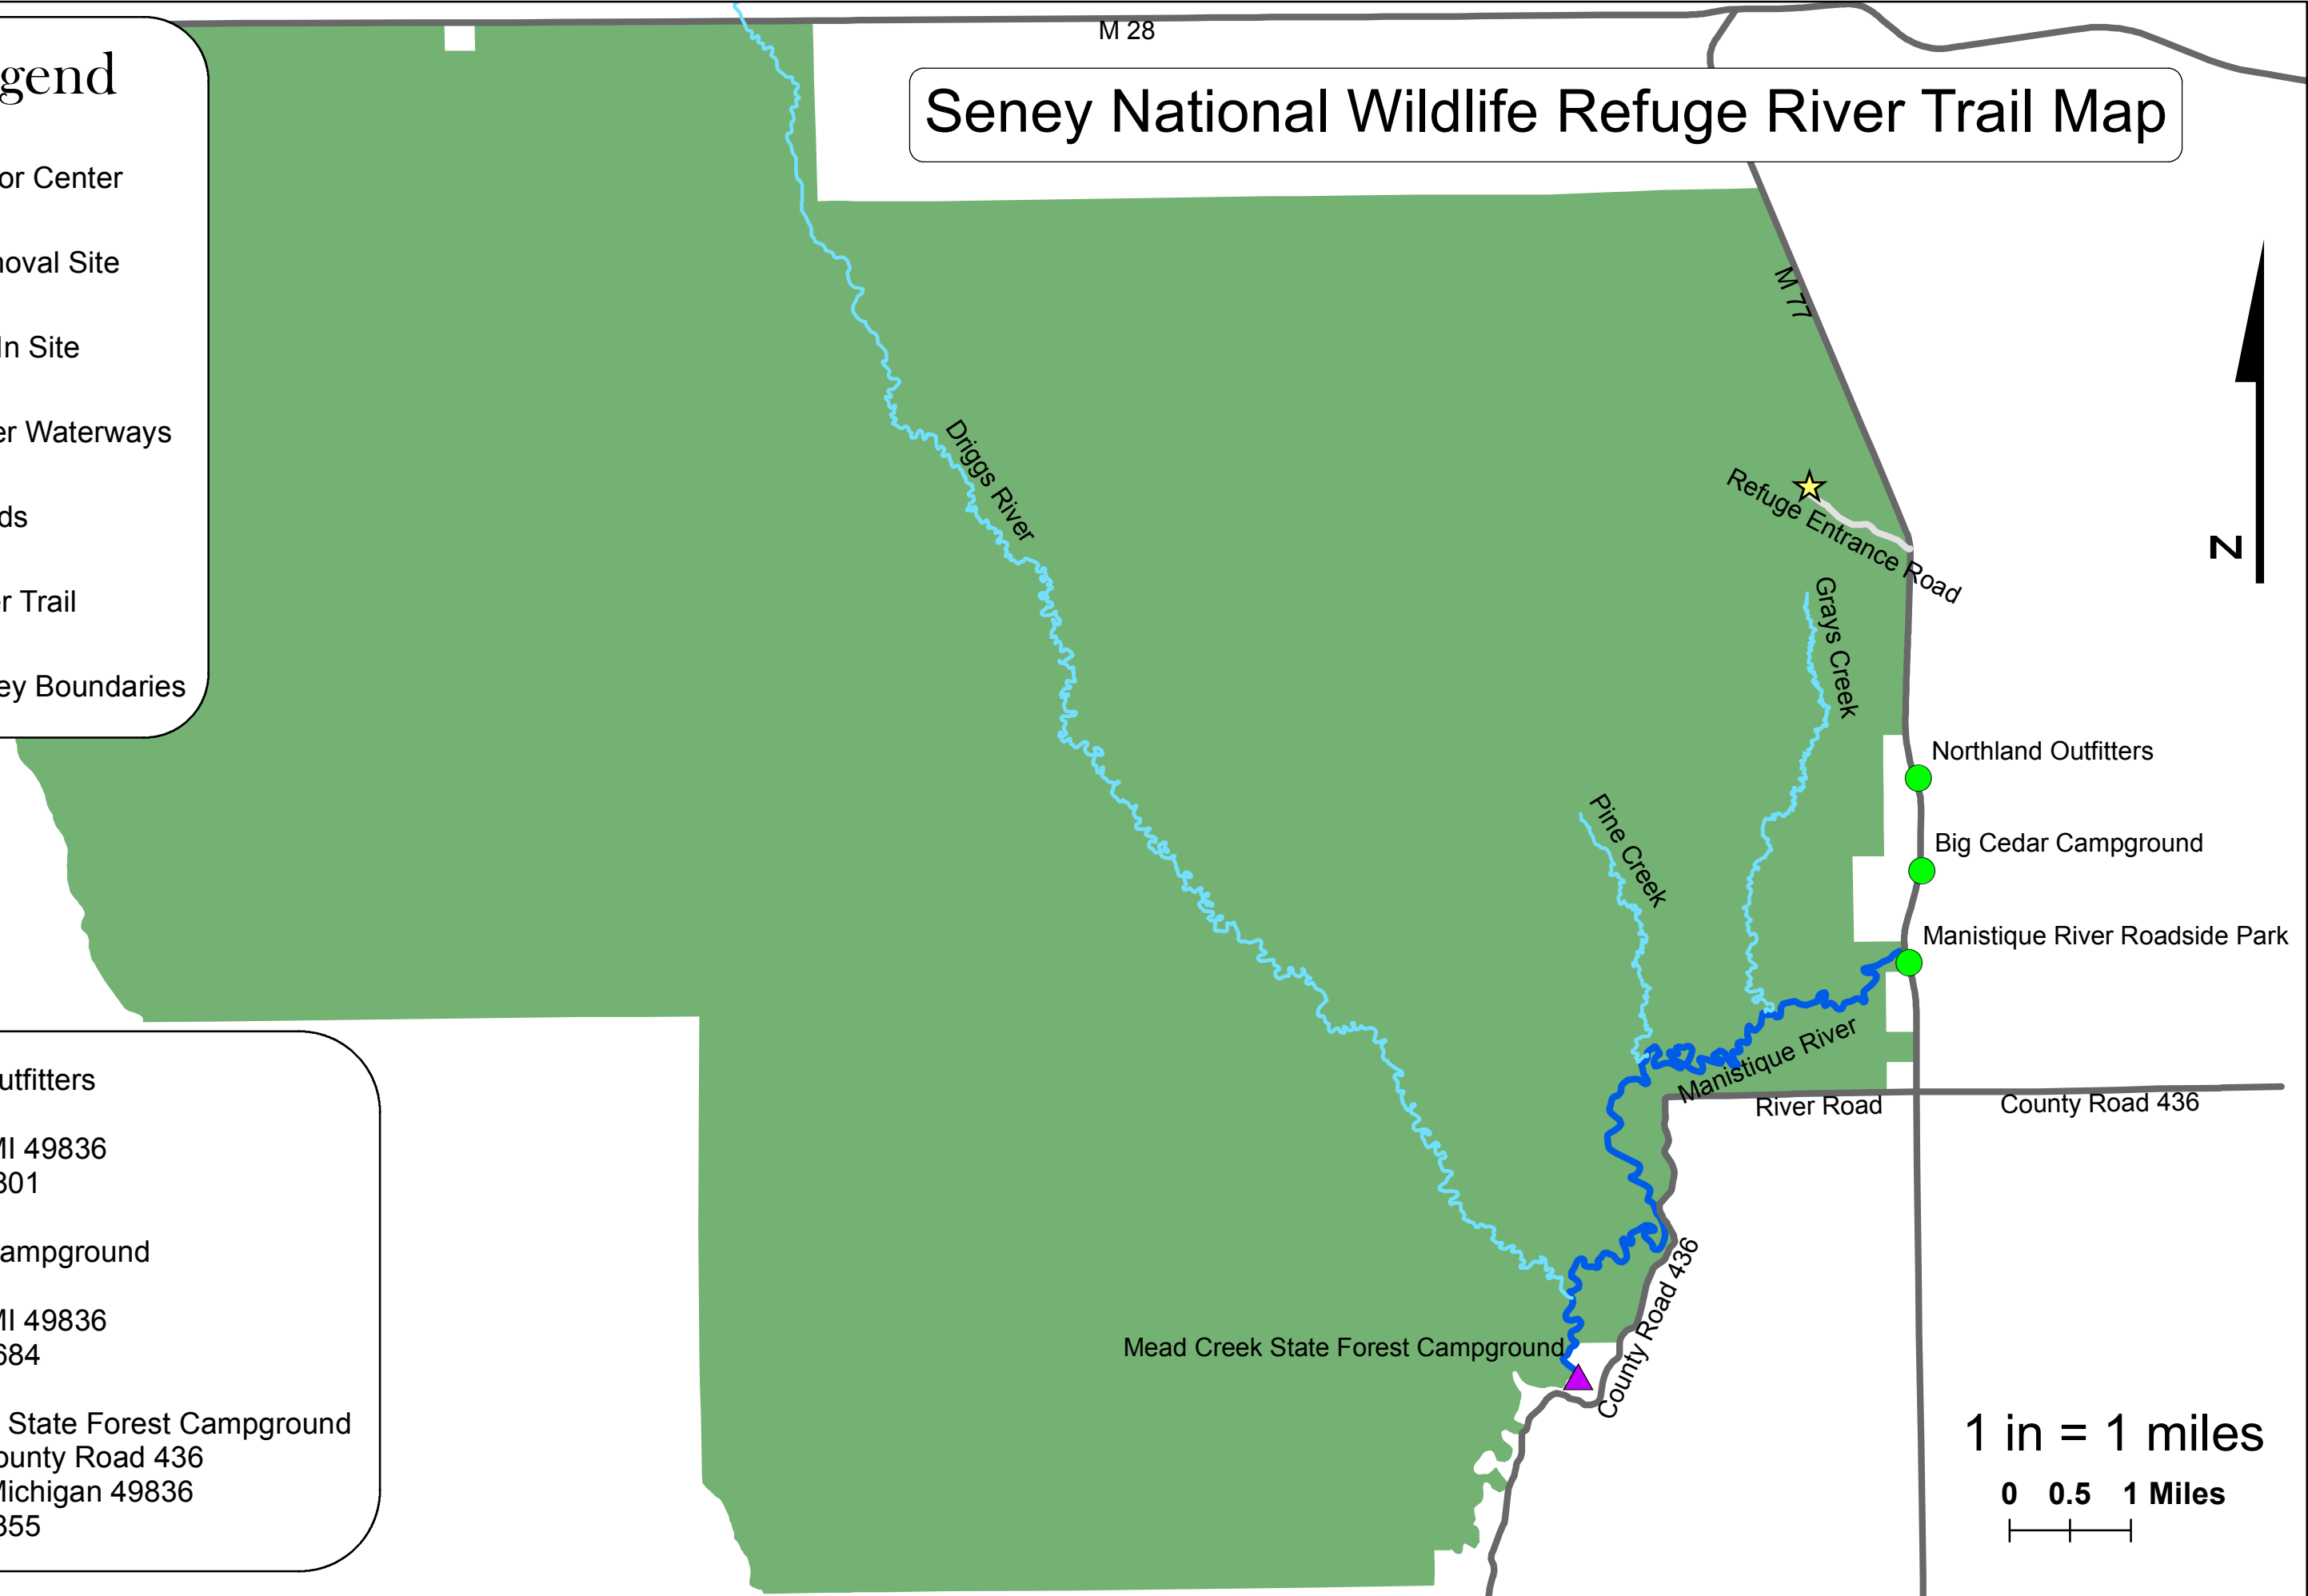 M 28
Seney National Wildlife Refuge River Trail Map
gend
or Center
noval Site
In Site
er Waterways
ds
er Trail
ey Boundaries
M 77
Driggs River
Refuge Entrance Road
Grays Creek
Pine Creek
N
Northland Outfitters
Big Cedar Campground
Manistique River Roadside Park
Manistique River
River Road
County Road 436
County Road 436
Mead Creek State Forest Campground
utfitters
MI 49836
301
ampground
MI 49836
684
State Forest Campground
ounty Road 436
Michigan 49836
355
1 in = 1 miles
0 0.5 1 Miles